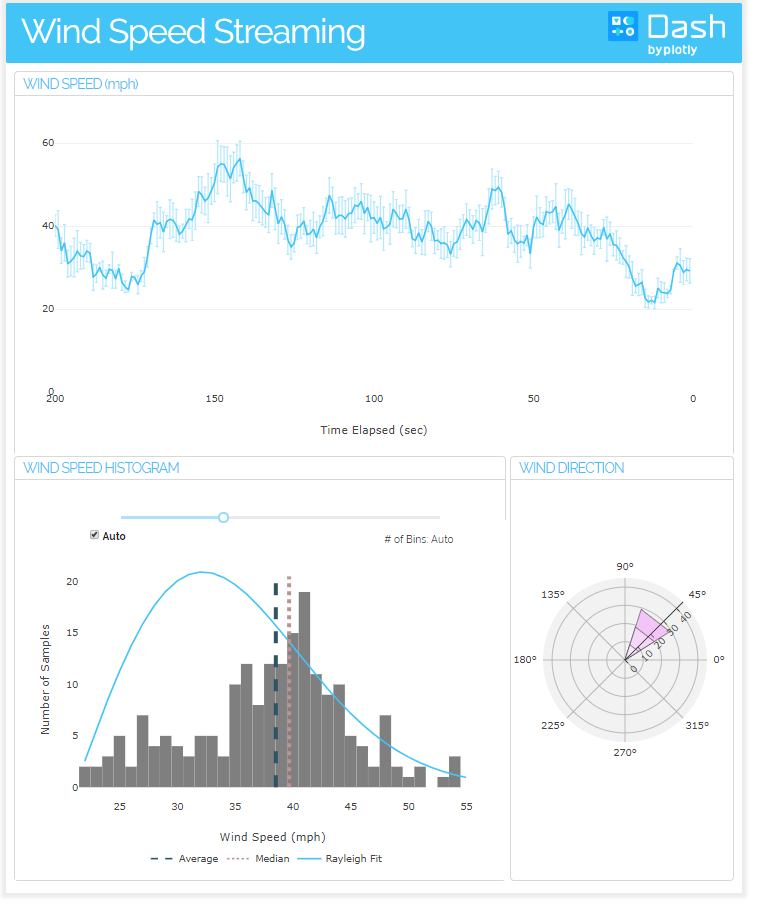 Wind Speed Streaming
Dash
by plotly
WIND SPEED (mph)
60
40
20
0
200 150 100 50 0
Time Elapsed (sec)
WIND SPEED HISTOGRAM
Auto
# of Bins: Auto
20
15
10
5
0
Number of Samples
25 30 35 40 45 50 55
Wind Speed (mph)
Average Median Rayleigh Fit
WIND DIRECTION
90°
135° 45°
180° 0°
0 10 20 30 40
225° 315°
270°